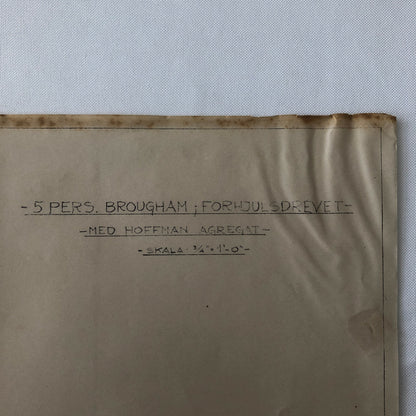 - 5 PERS. BROUGHAM ; FORHJULSDREVET -
- MED HOFFMAN AGREGAT -
- SKALA: ¾" = 1'-0" -